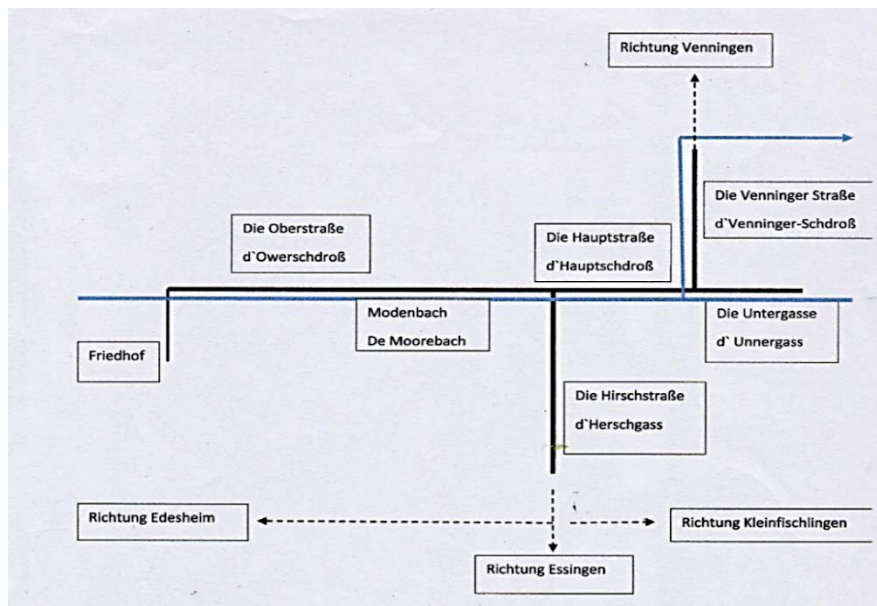 Richtung Venningen
Die Venninger Straße
d`Venninger-Schdroß
Die Oberstraße
d`Owerschdroß
Die Hauptstraße
d`Hauptschdroß
Modenbach
De Moorebach
Die Untergasse
d` Unnergass
Friedhof
Die Hirschstraße
d`Herschgass
Richtung Edesheim
Richtung Kleinfischlingen
Richtung Essingen